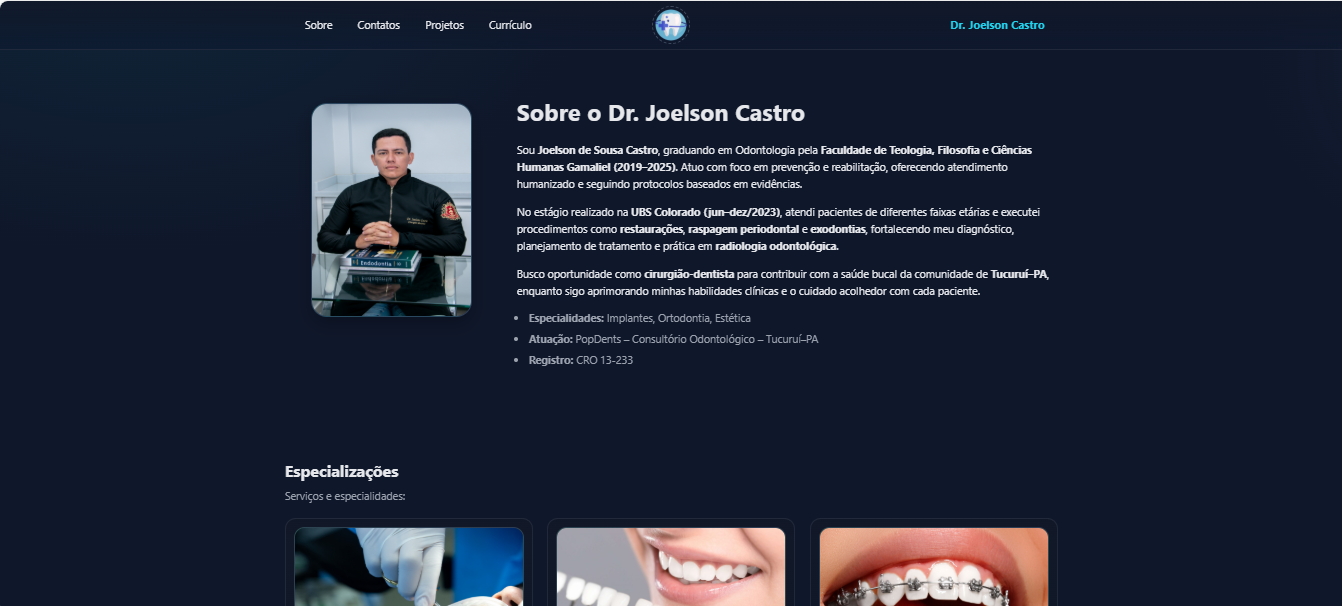 Sobre Contatos Projetos Currículo Dr. Joelson Castro
Sobre o Dr. Joelson Castro
Sou Joelson de Sousa Castro, graduando em Odontologia pela Faculdade de Teologia, Filosofia e Ciências
Humanas Gamaliel (2019–2025). Atuo com foco em prevenção e reabilitação, oferecendo atendimento
humanizado e seguindo protocolos baseados em evidências.
No estágio realizado na UBS Colorado (jun–dez/2023), atendi pacientes de diferentes faixas etárias e executei
procedimentos como restaurações, raspagem periodontal e exodontias, fortalecendo meu diagnóstico,
planejamento de tratamento e prática em radiologia odontológica.
Busco oportunidade como cirurgião-dentista para contribuir com a saúde bucal da comunidade de Tucuruí–PA,
enquanto sigo aprimorando minhas habilidades clínicas e o cuidado acolhedor com cada paciente.
• Especialidades: Implantes, Ortodontia, Estética
• Atuação: PopDents – Consultório Odontológico – Tucuruí–PA
• Registro: CRO 13-233
Endodontia
Especializações
Serviços e especialidades: